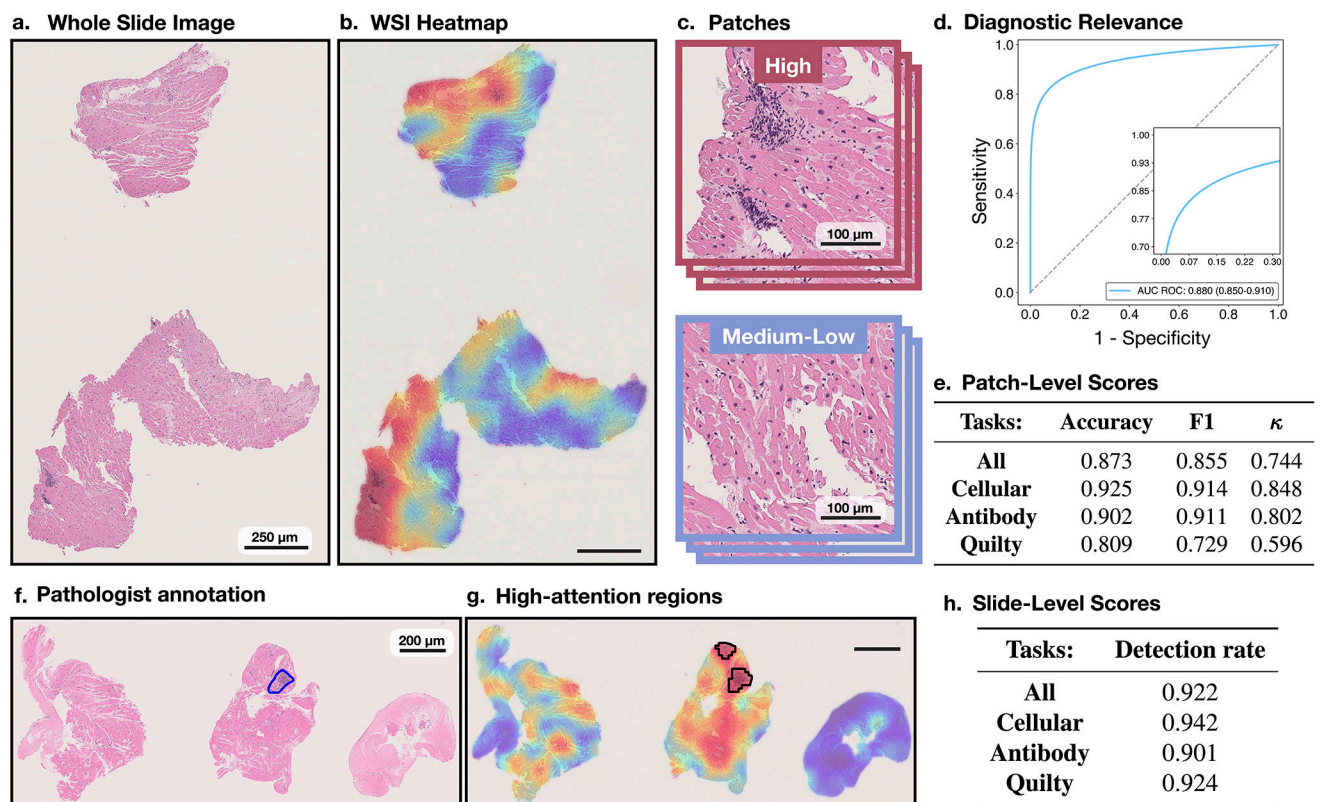 a. Whole Slide Image
250 µm
b. WSI Heatmap
c. Patches
High
100 µm
Medium-Low
100 µm
d. Diagnostic Relevance
Sensitivity
1.0
0.8
0.6
0.4
0.2
0.0
1.00
0.93
0.85
0.77
0.70
0.00 0.07 0.15 0.22 0.30
AUC ROC: 0.880 (0.850-0.910)
0.0 0.2 0.4 0.6 0.8 1.0
1 - Specificity
e. Patch-Level Scores
Tasks: Accuracy F1 κ
All 0.873 0.855 0.744
Cellular 0.925 0.914 0.848
Antibody 0.902 0.911 0.802
Quilty 0.809 0.729 0.596
f. Pathologist annotation
200 µm
g. High-attention regions
h. Slide-Level Scores
Tasks: Detection rate
All 0.922
Cellular 0.942
Antibody 0.901
Quilty 0.924